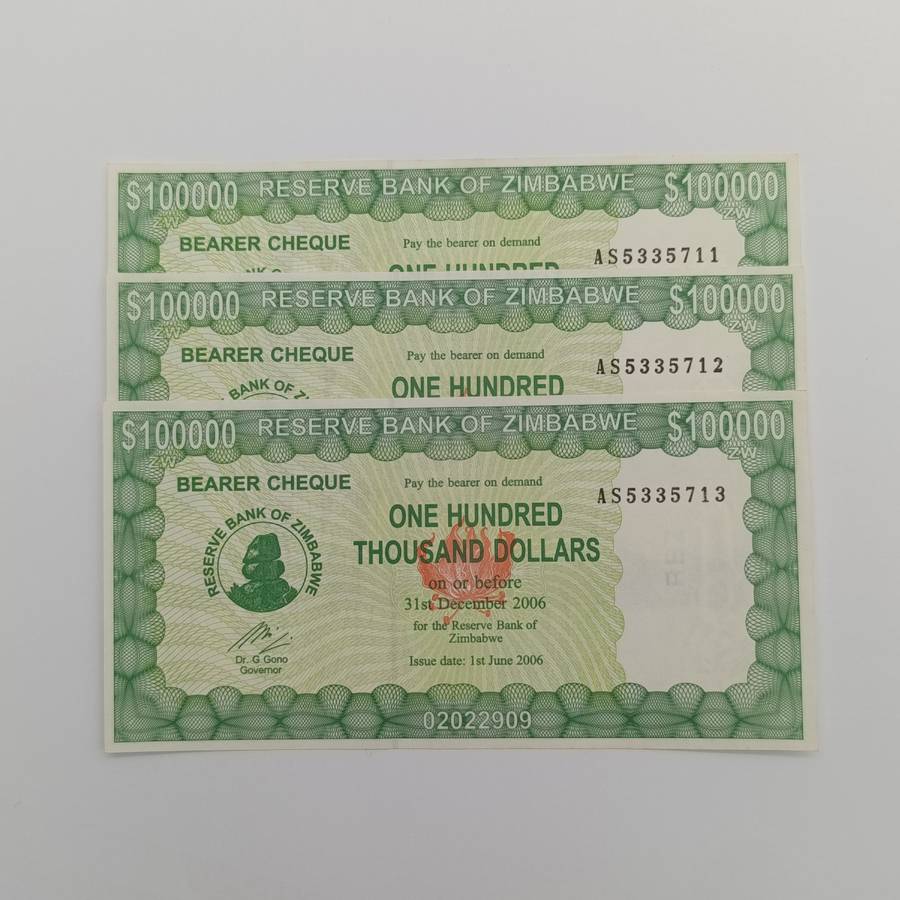 $100000 RESERVE BANK OF ZIMBABWE $100000
ZW ZW
BEARER CHEQUE Pay the bearer on demand AS5335711
ONE HUNDRED
$100000 RESERVE BANK OF ZIMBABWE $100000
ZW ZW
BEARER CHEQUE Pay the bearer on demand AS5335712
BANK OF
ONE HUNDRED
$100000 RESERVE BANK OF ZIMBABWE $100000
ZW ZW
BEARER CHEQUE Pay the bearer on demand AS5335713
RESERVE BANK OF ZIMBABWE
ONE HUNDRED
THOUSAND DOLLARS
on or before
31st December 2006
for the Reserve Bank of
Zimbabwe
Dr. G Gono
Governor
Issue date: 1st June 2006
02022909